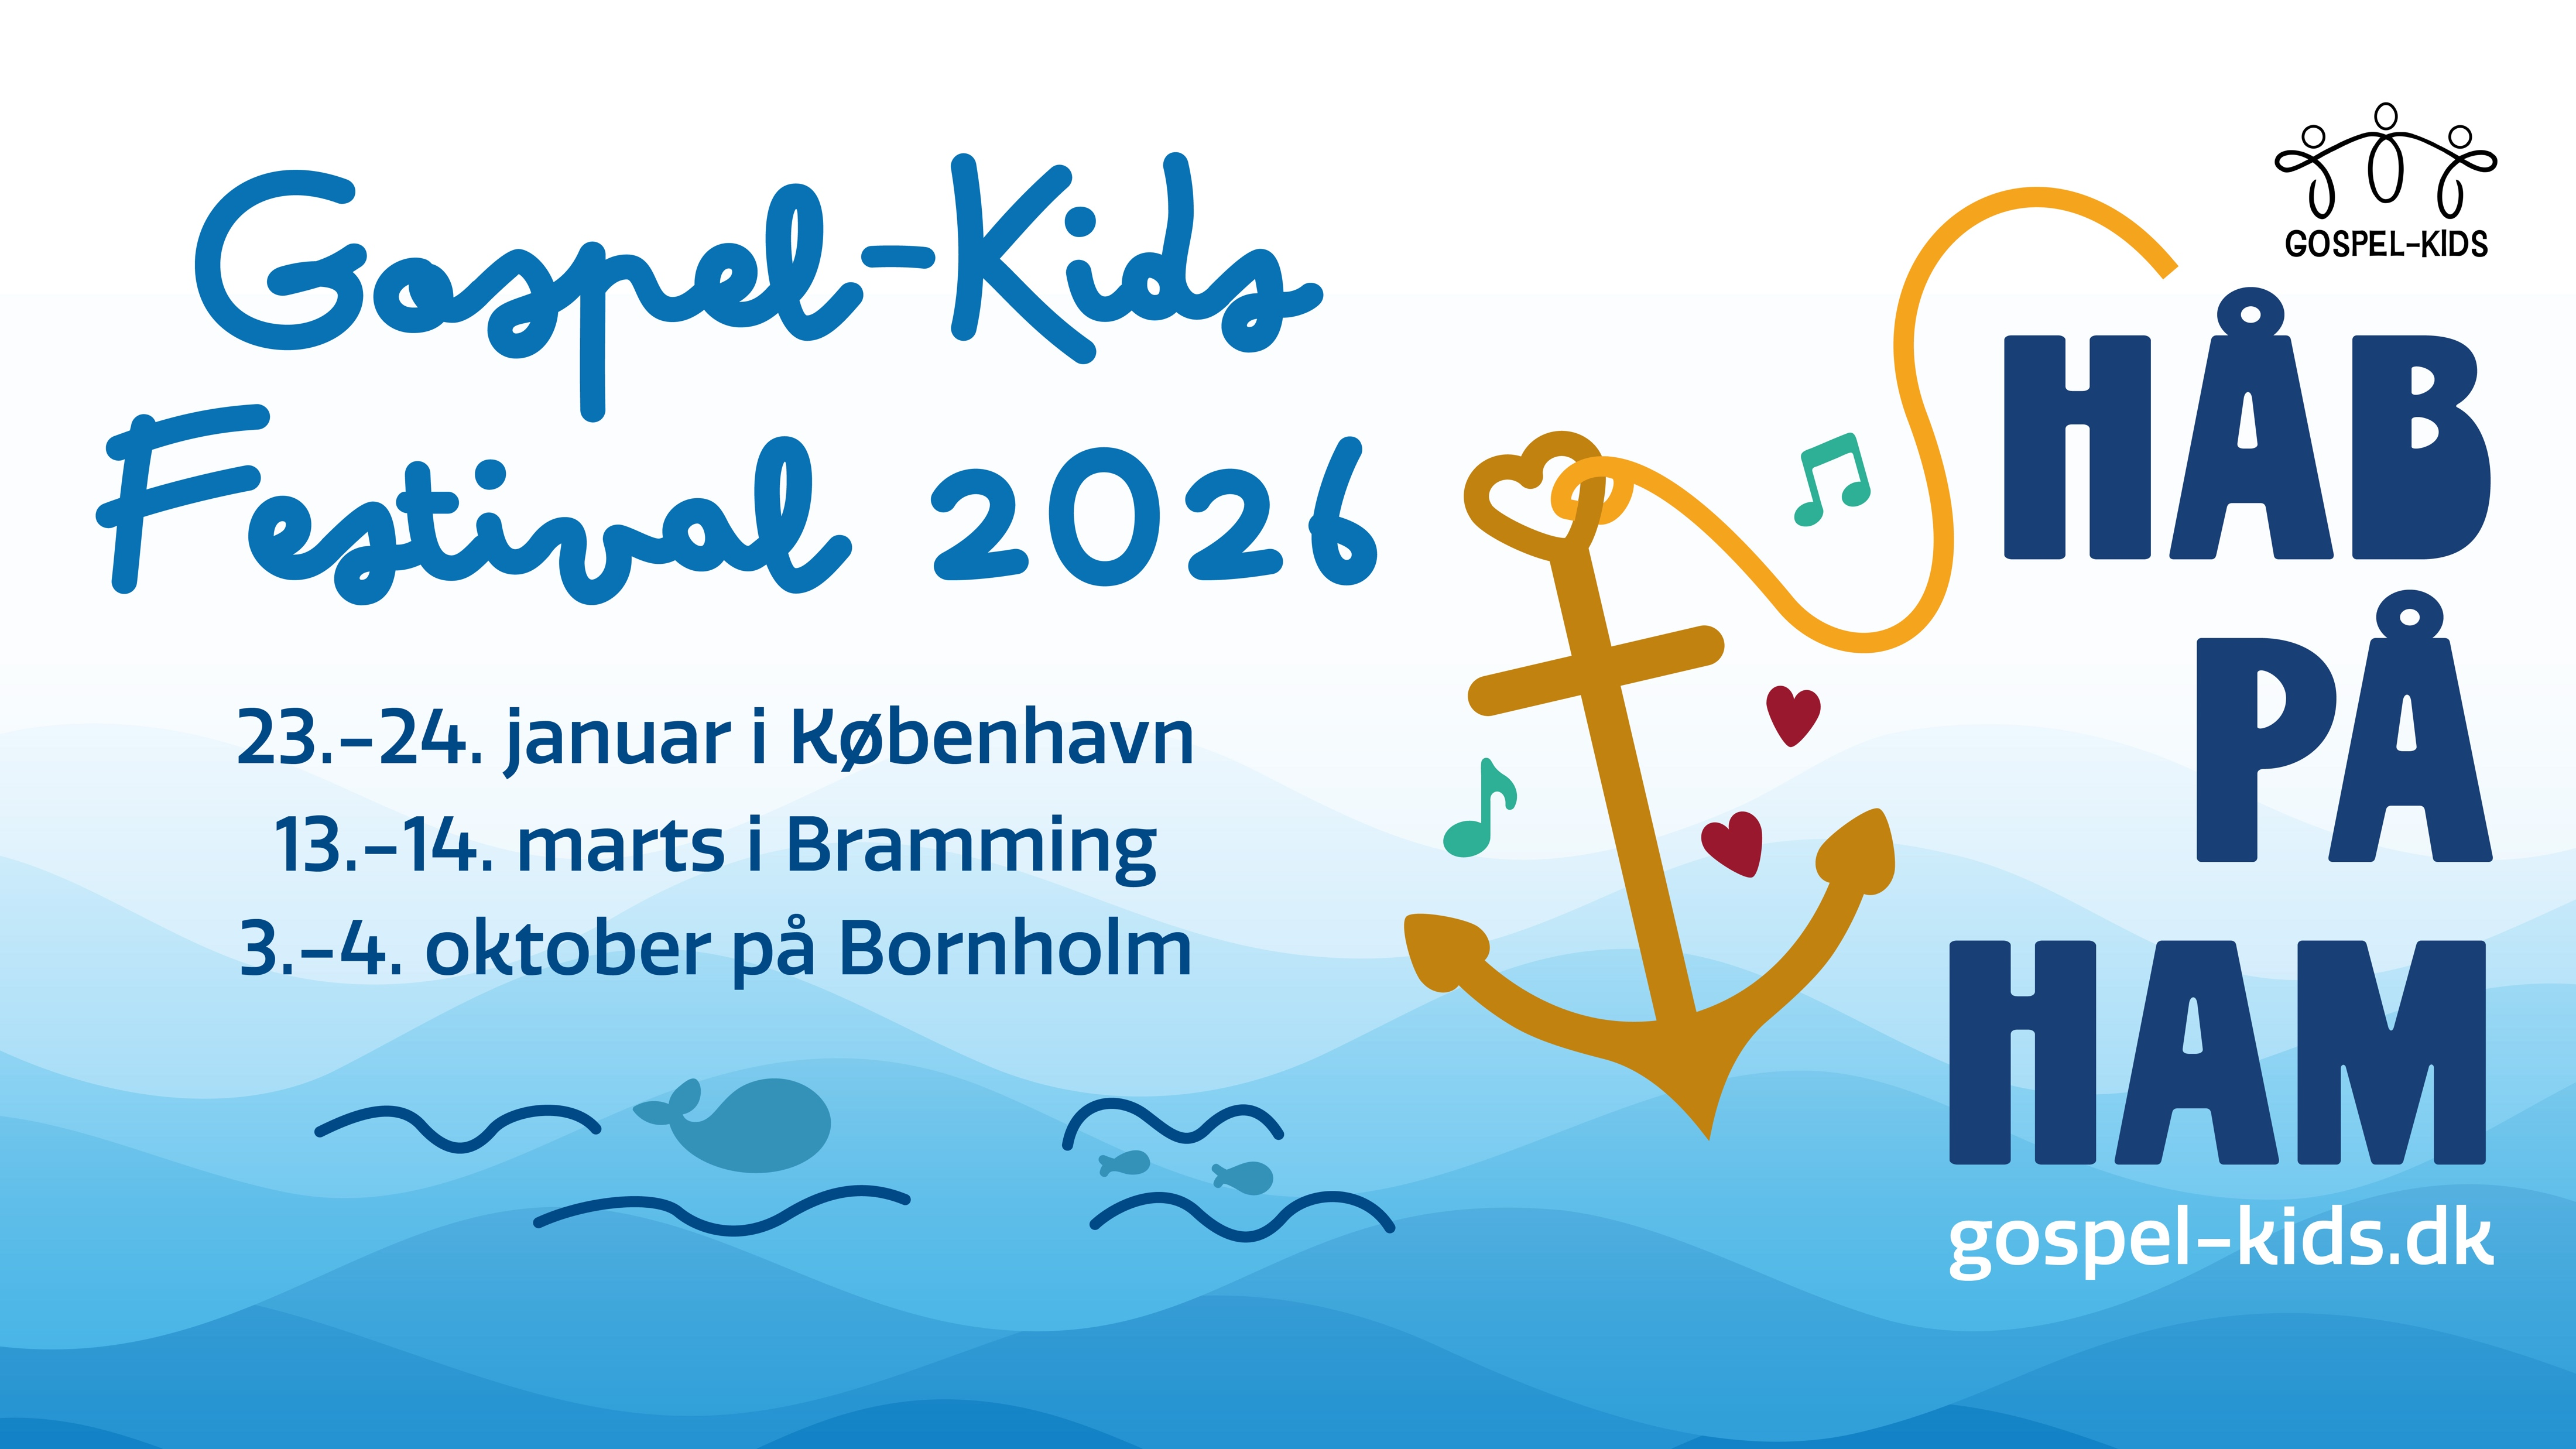 Gospel-Kids
Festival 2026
23.–24. januar i København
13.–14. marts i Bramming
3.–4. oktober på Bornholm
GOSPEL-KIDS
HÅB
PÅ
HAM
gospel-kids.dk